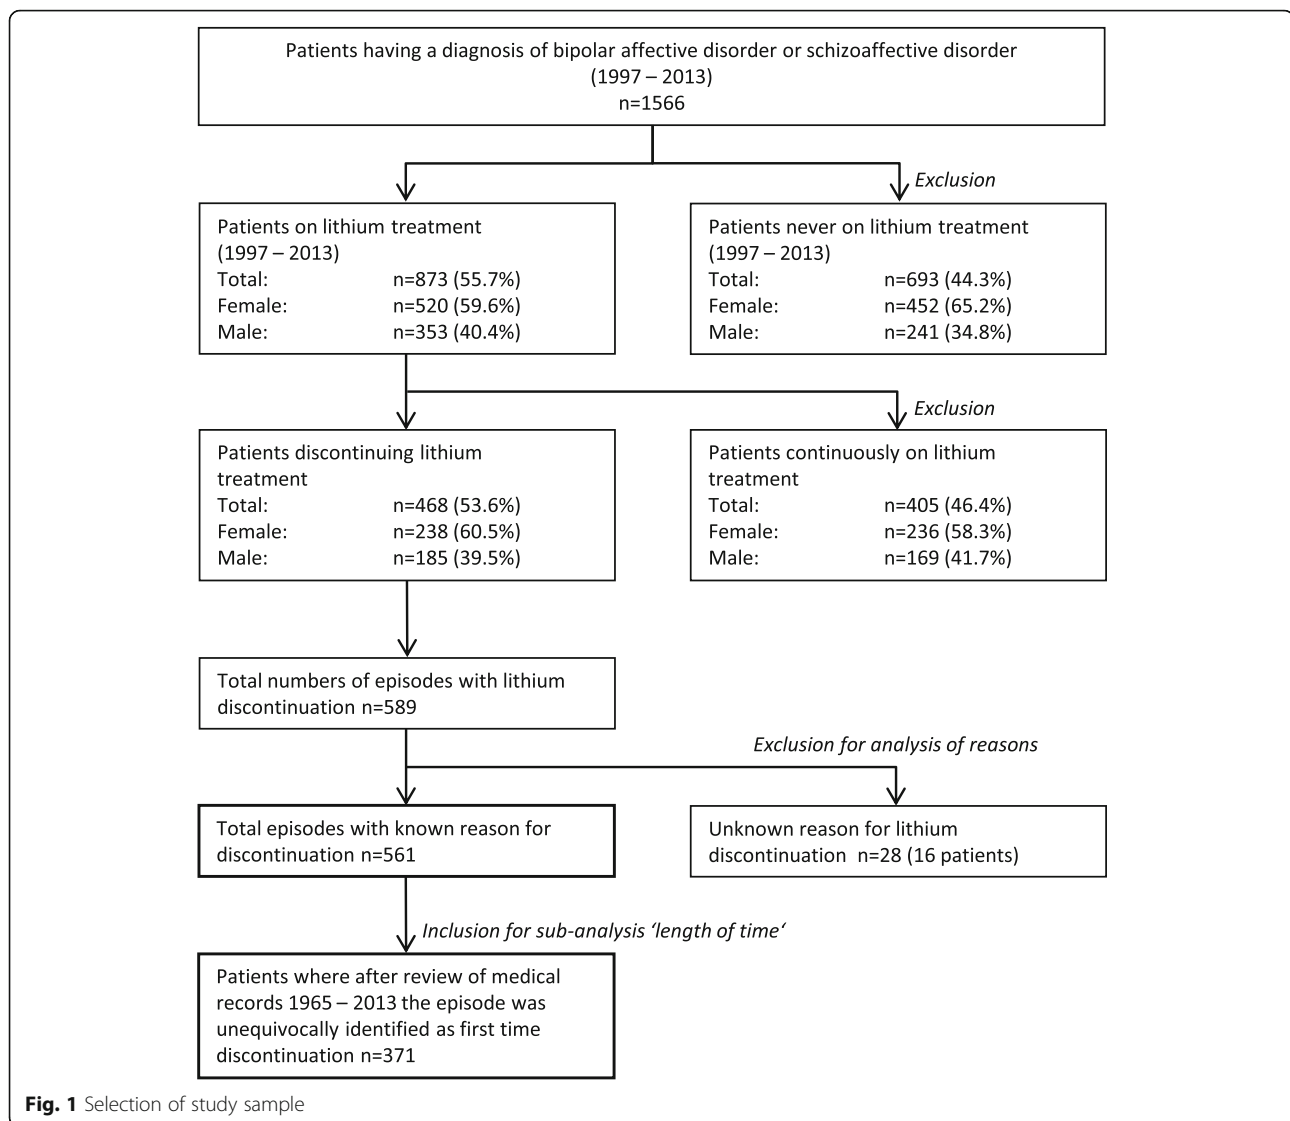 Patients having a diagnosis of bipolar affective disorder or schizoaffective disorder
(1997 – 2013)
n=1566
Exclusion
Patients on lithium treatment
(1997 – 2013)
Total: n=873 (55.7%)
Female: n=520 (59.6%)
Male: n=353 (40.4%)
Patients never on lithium treatment
(1997 – 2013)
Total: n=693 (44.3%)
Female: n=452 (65.2%)
Male: n=241 (34.8%)
Exclusion
Patients discontinuing lithium
treatment
Total: n=468 (53.6%)
Female: n=238 (60.5%)
Male: n=185 (39.5%)
Patients continuously on lithium
treatment
Total: n=405 (46.4%)
Female: n=236 (58.3%)
Male: n=169 (41.7%)
Total numbers of episodes with lithium
discontinuation n=589
Exclusion for analysis of reasons
Total episodes with known reason for
discontinuation n=561
Unknown reason for lithium
discontinuation n=28 (16 patients)
Inclusion for sub-analysis ‘length of time‘
Patients where after review of medical
records 1965 – 2013 the episode was
unequivocally identified as first time
discontinuation n=371
Fig. 1 Selection of study sample